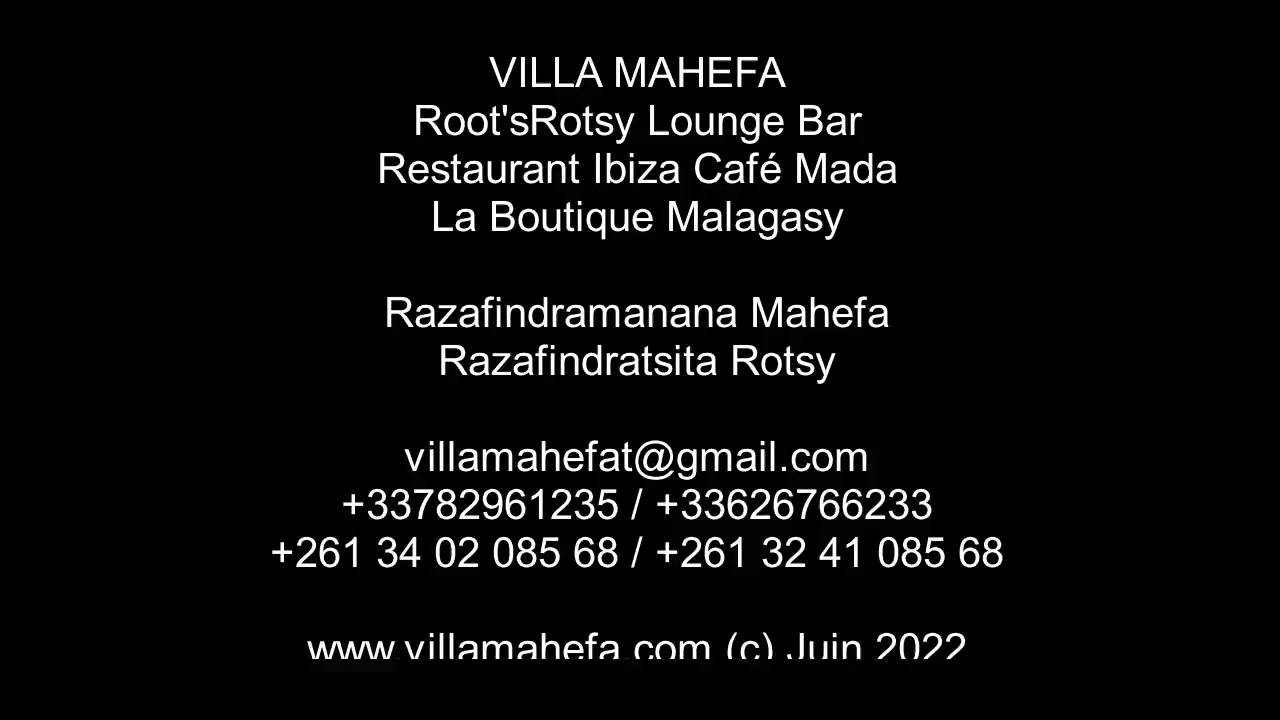 VILLA MAHEFA
Root'sRotsy Lounge Bar
Restaurant Ibiza Café Mada
La Boutique Malagasy
Razafindramanana Mahefa
Razafindratsita Rotsy
villamahefat@gmail.com
+33782961235 / +33626766233
+261 34 02 085 68 / +261 32 41 085 68
www.villamahefa.com (c) Juin 2022